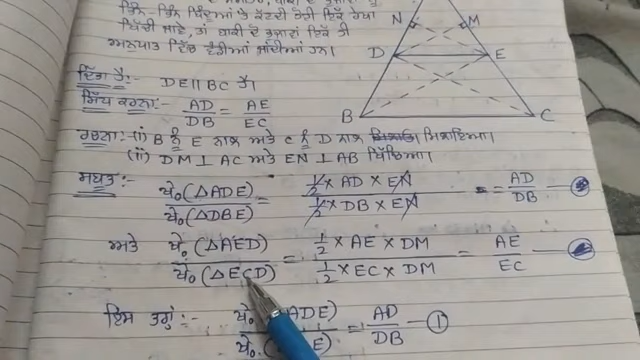 ਭਿੰਨ-ਭਿੰਨ ਬਿੰਦੂਆਂ ਤੇ ਕੱਟਦੀ ਹੋਈ ਇੱਕ ਰੇਖਾ
ਖਿੱਚੀ ਜਾਵੇ, ਤਾਂ ਬਾਕੀ ਦੋ ਭੁਜਾਵਾਂ ਇੱਕੋ ਹੀ
ਅਨੁਪਾਤ ਵਿੱਚ ਵੰਡੀਆਂ ਜਾਂਦੀਆਂ ਹਨ।
N M
D E
B C
ਦਿੱਤਾ ਹੈ:- DE || BC ਹੈ।
ਸਿੱਧ ਕਰਨਾ:- AD/DB = AE/EC
ਰਚਨਾ:- (i) B ਨੂੰ E ਨਾਲ ਅਤੇ C ਨੂੰ D ਨਾਲ ਮਿਲਾਇਆ।
(ii) DM ⊥ AC ਅਤੇ EN ⊥ AB ਖਿੱਚਿਆ।
ਸਬੂਤ:- ਖੇ.(△ADE)/ਖੇ.(△DBE) = ½ × AD × EN/½ × DB × EN = AD/DB
ਅਤੇ ਖੇ.(△AED)/ਖੇ.(△ECD) = ½ × AE × DM/½ × EC × DM = AE/EC
ਇਸ ਤਰ੍ਹਾਂ:- ਖੇ. ADE)/ਖੇ.( E) = AD/DB — ①